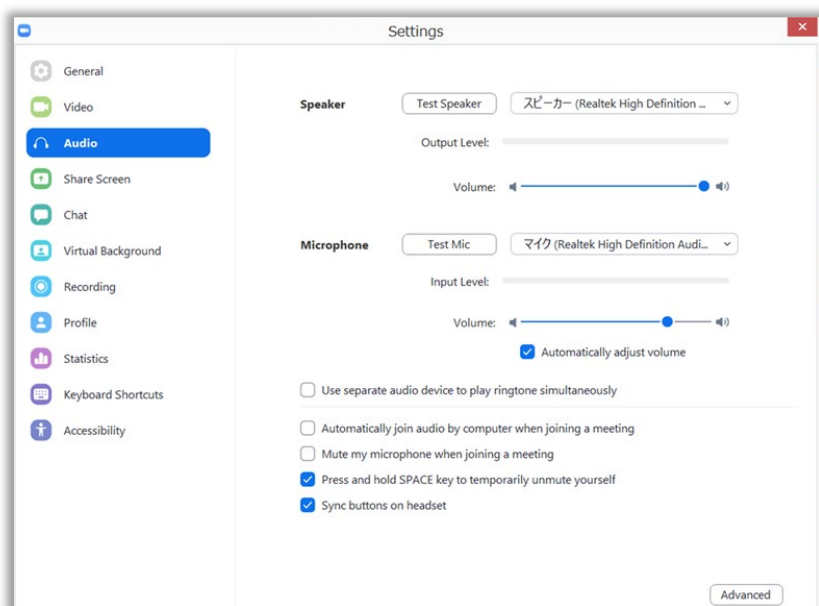 Settings
General
Video
Audio
Share Screen
Chat
Virtual Background
Recording
Profile
Statistics
Keyboard Shortcuts
Accessibility
Speaker
Test Speaker
スピーカー (Realtek High Definition ...
Output Level:
Volume:
Microphone
Test Mic
マイク (Realtek High Definition Audi...
Input Level:
Volume:
Automatically adjust volume
Use separate audio device to play ringtone simultaneously
Automatically join audio by computer when joining a meeting
Mute my microphone when joining a meeting
Press and hold SPACE key to temporarily unmute yourself
Sync buttons on headset
Advanced